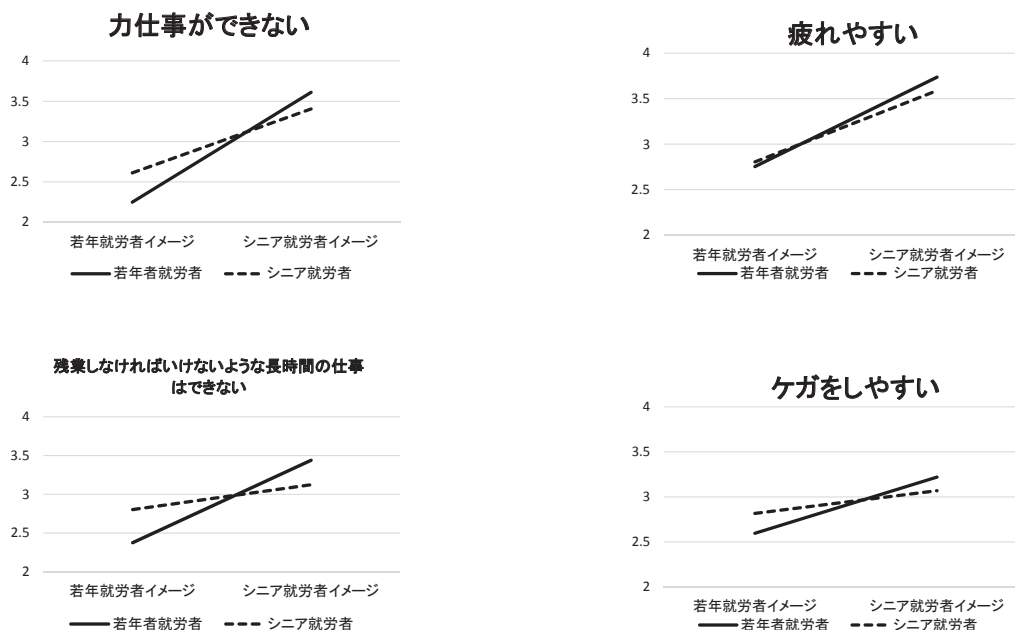 力仕事ができない
4
3.5
3
2.5
2
若年就労者イメージ シニア就労者イメージ
若年者就労者 シニア就労者
疲れやすい
4
3.5
3
2.5
2
若年就労者イメージ シニア就労者イメージ
若年者就労者 シニア就労者
残業しなければいけないような長時間の仕事
はできない
4
3.5
3
2.5
2
若年就労者イメージ シニア就労者イメージ
若年者就労者 シニア就労者
ケガをしやすい
4
3.5
3
2.5
2
若年就労者イメージ シニア就労者イメージ
若年者就労者 シニア就労者